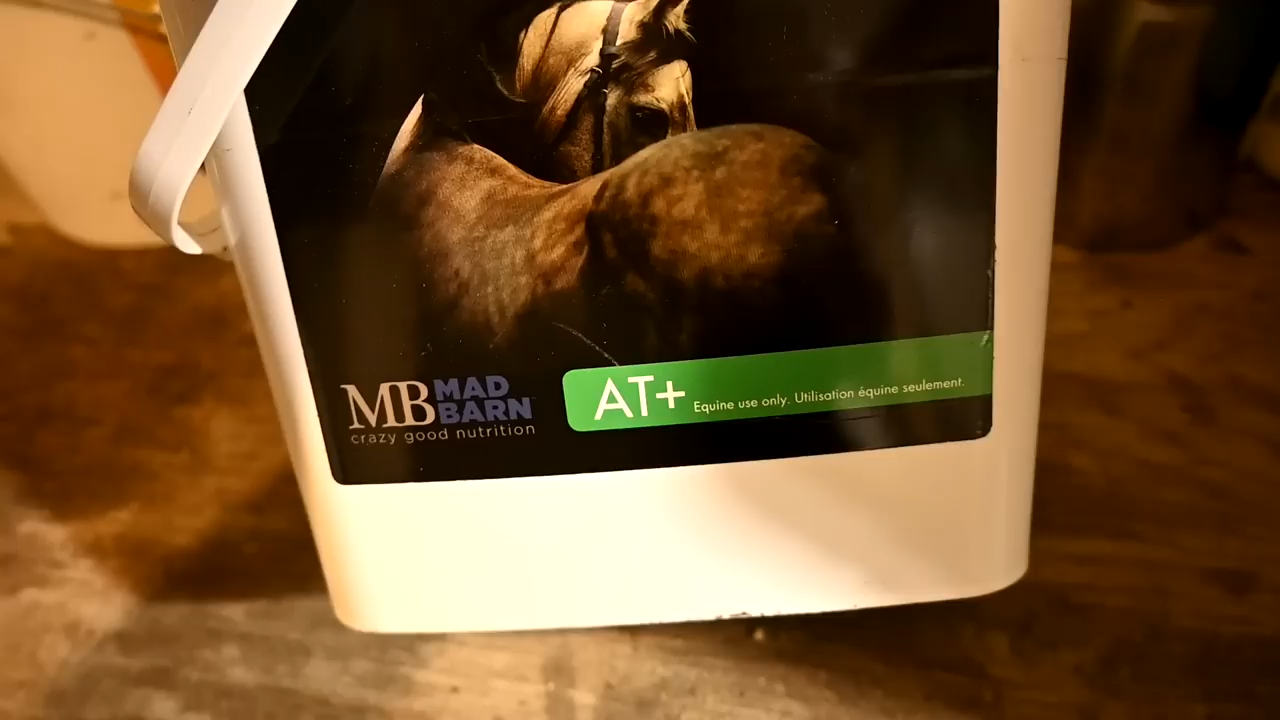 MB MAD BARN
crazy good nutrition
AT+ Equine use only. Utilisation équine seulement.